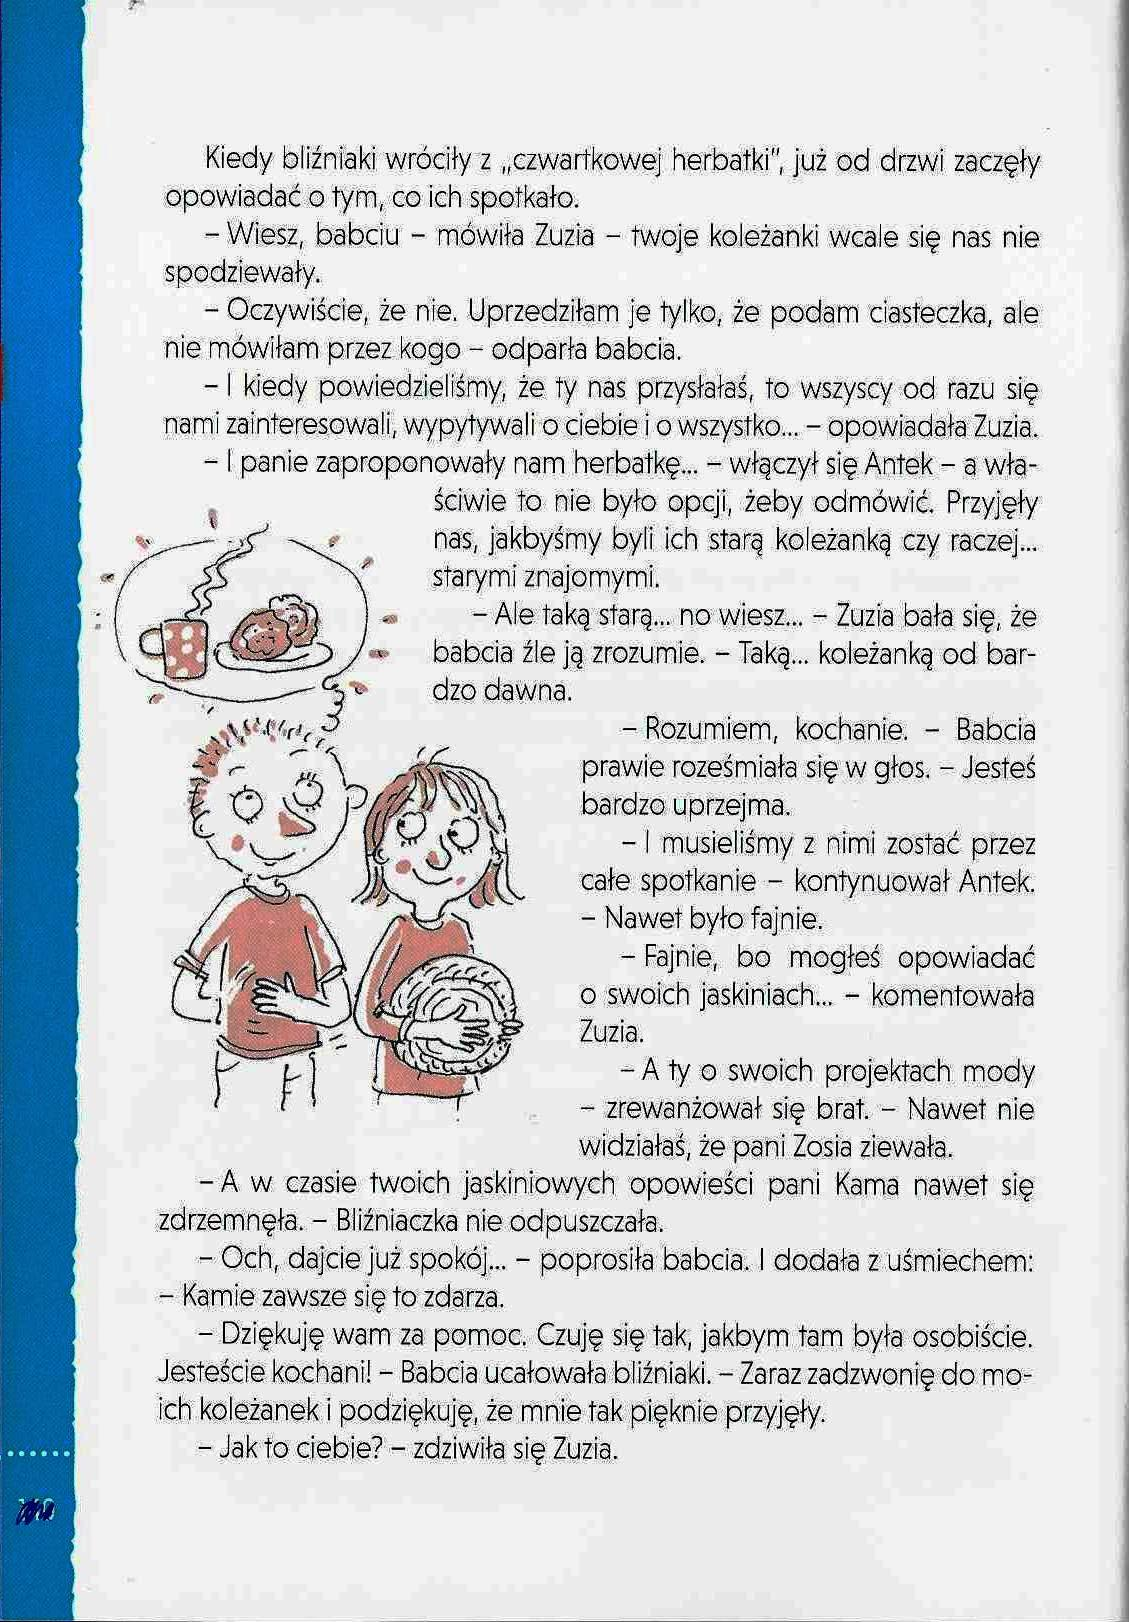 Kiedy bliźniaki wróciły z „czwartkowej herbatki", już od drzwi zaczęły
opowiadać o tym, co ich spotkało.
– Wiesz, babciu – mówiła Zuzia – twoje koleżanki wcale się nas nie
spodziewały.
– Oczywiście, że nie. Uprzedziłam je tylko, że podam ciasteczka, ale
nie mówiłam przez kogo – odparła babcia.
– I kiedy powiedzieliśmy, że ty nas przysłałaś, to wszyscy od razu się
nami zainteresowali, wypytywali o ciebie i o wszystko... – opowiadała Zuzia.
– I panie zaproponowały nam herbatkę... – włączył się Antek – a wła-
ściwie to nie było opcji, żeby odmówić. Przyjęły
nas, jakbyśmy byli ich starą koleżanką czy raczej...
starymi znajomymi.
– Ale taką starą... no wiesz... – Zuzia bała się, że
babcia źle ją zrozumie. – Taką... koleżanką od bar-
dzo dawna.
– Rozumiem, kochanie. – Babcia
prawie roześmiała się w głos. – Jesteś
bardzo uprzejma.
– I musieliśmy z nimi zostać przez
całe spotkanie – kontynuował Antek.
– Nawet było fajnie.
– Fajnie, bo mogłeś opowiadać
o swoich jaskiniach... – komentowała
Zuzia.
– A ty o swoich projektach mody
– zrewanżował się brat. – Nawet nie
widziałaś, że pani Zosia ziewała.
– A w czasie twoich jaskiniowych opowieści pani Kama nawet się
zdrzemnęła. – Bliźniaczka nie odpuszczała.
– Och, dajcie już spokój... – poprosiła babcia. I dodała z uśmiechem:
– Kamie zawsze się to zdarza.
– Dziękuję wam za pomoc. Czuję się tak, jakbym tam była osobiście.
Jesteście kochani! – Babcia ucałowała bliźniaki. – Zaraz zadzwonię do mo-
ich koleżanek i podziękuję, że mnie tak pięknie przyjęły.
– Jak to ciebie? – zdziwiła się Zuzia.